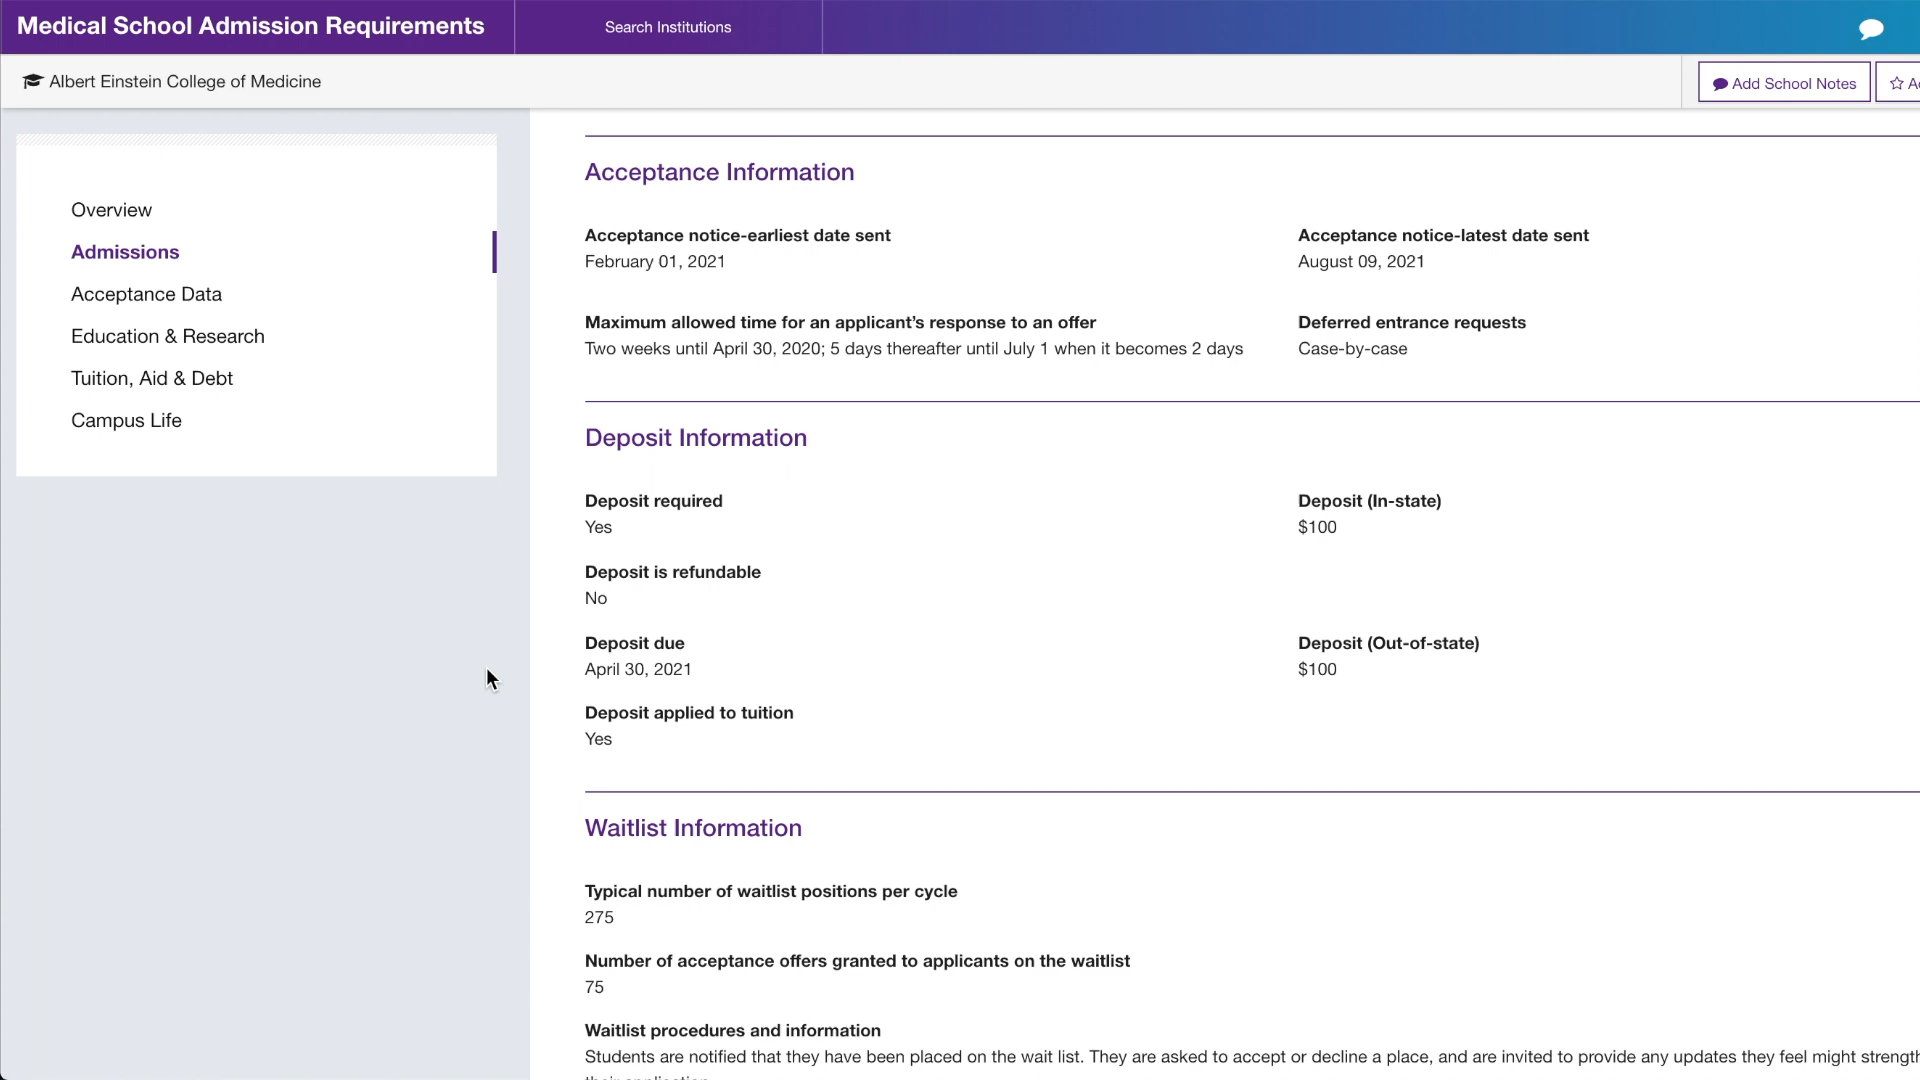 Medical School Admission Requirements
Search Institutions
Albert Einstein College of Medicine
Add School Notes
Overview
Admissions
Acceptance Data
Education & Research
Tuition, Aid & Debt
Campus Life
Acceptance Information
Acceptance notice-earliest date sent
February 01, 2021
Acceptance notice-latest date sent
August 09, 2021
Maximum allowed time for an applicant’s response to an offer
Two weeks until April 30, 2020; 5 days thereafter until July 1 when it becomes 2 days
Deferred entrance requests
Case-by-case
Deposit Information
Deposit required
Yes
Deposit (In-state)
$100
Deposit is refundable
No
Deposit due
April 30, 2021
Deposit (Out-of-state)
$100
Deposit applied to tuition
Yes
Waitlist Information
Typical number of waitlist positions per cycle
275
Number of acceptance offers granted to applicants on the waitlist
75
Waitlist procedures and information
Students are notified that they have been placed on the wait list. They are asked to accept or decline a place, and are invited to provide any updates they feel might